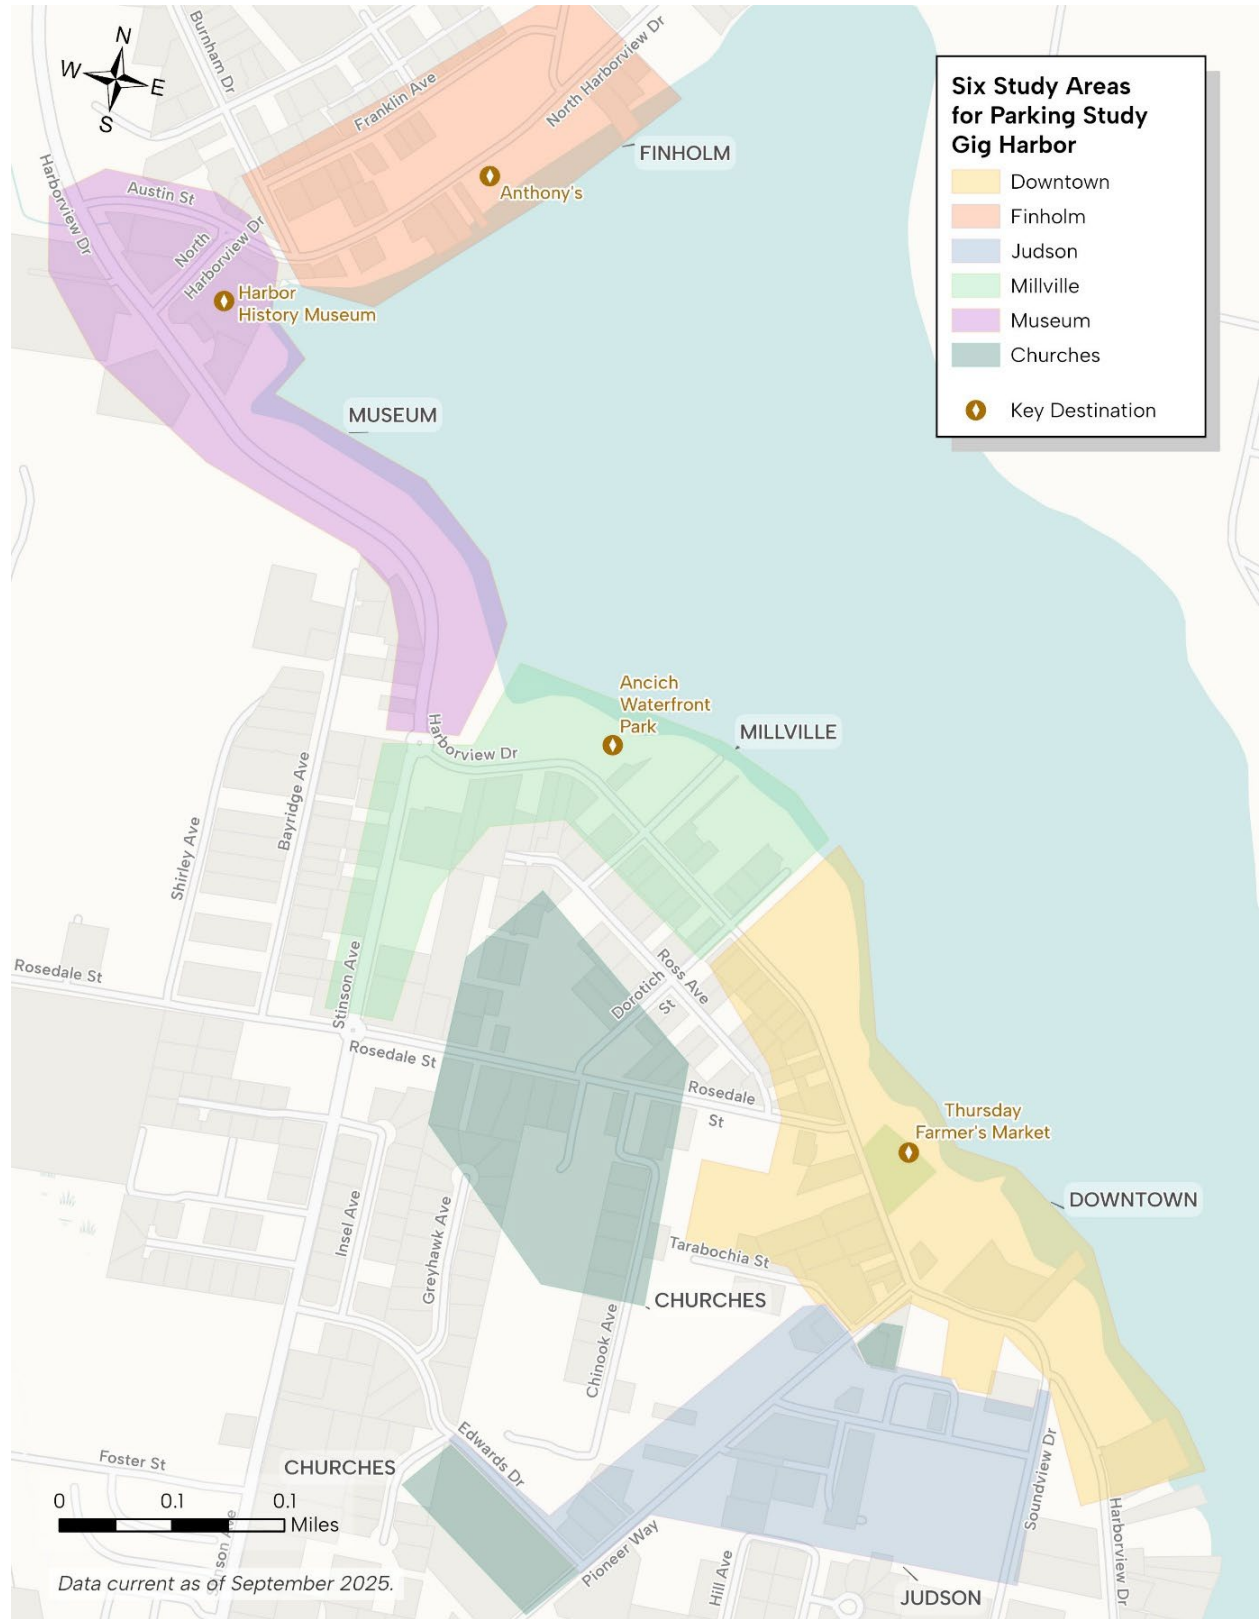 N
W
E
S
Burnham Dr
Franklin Ave
North Harborview Dr
FINHOLM
Anthony's
Harborview Dr
Austin St
North
Harborview Dr
Harbor
History Museum
MUSEUM
Six Study Areas
for Parking Study
Gig Harbor
Downtown
Finholm
Judson
Millville
Museum
Churches
Key Destination
Ancich
Waterfront
Park
MILLVILLE
Harborview Dr
Bayridge Ave
Shirley Ave
Stinson Ave
Rosedale St
Rosedale St
Ross Ave
Dorotich
St
Rosedale
St
Thursday
Farmer's Market
DOWNTOWN
Tarabochia St
CHURCHES
Insel Ave
Greyhawk Ave
Chinook Ave
Edwards Dr
CHURCHES
Foster St
Soundview Dr
Harborview Dr
Pioneer Way
Hill Ave
JUDSON
Stinson Ave
0
0.1
0.1
Miles
Data current as of September 2025.